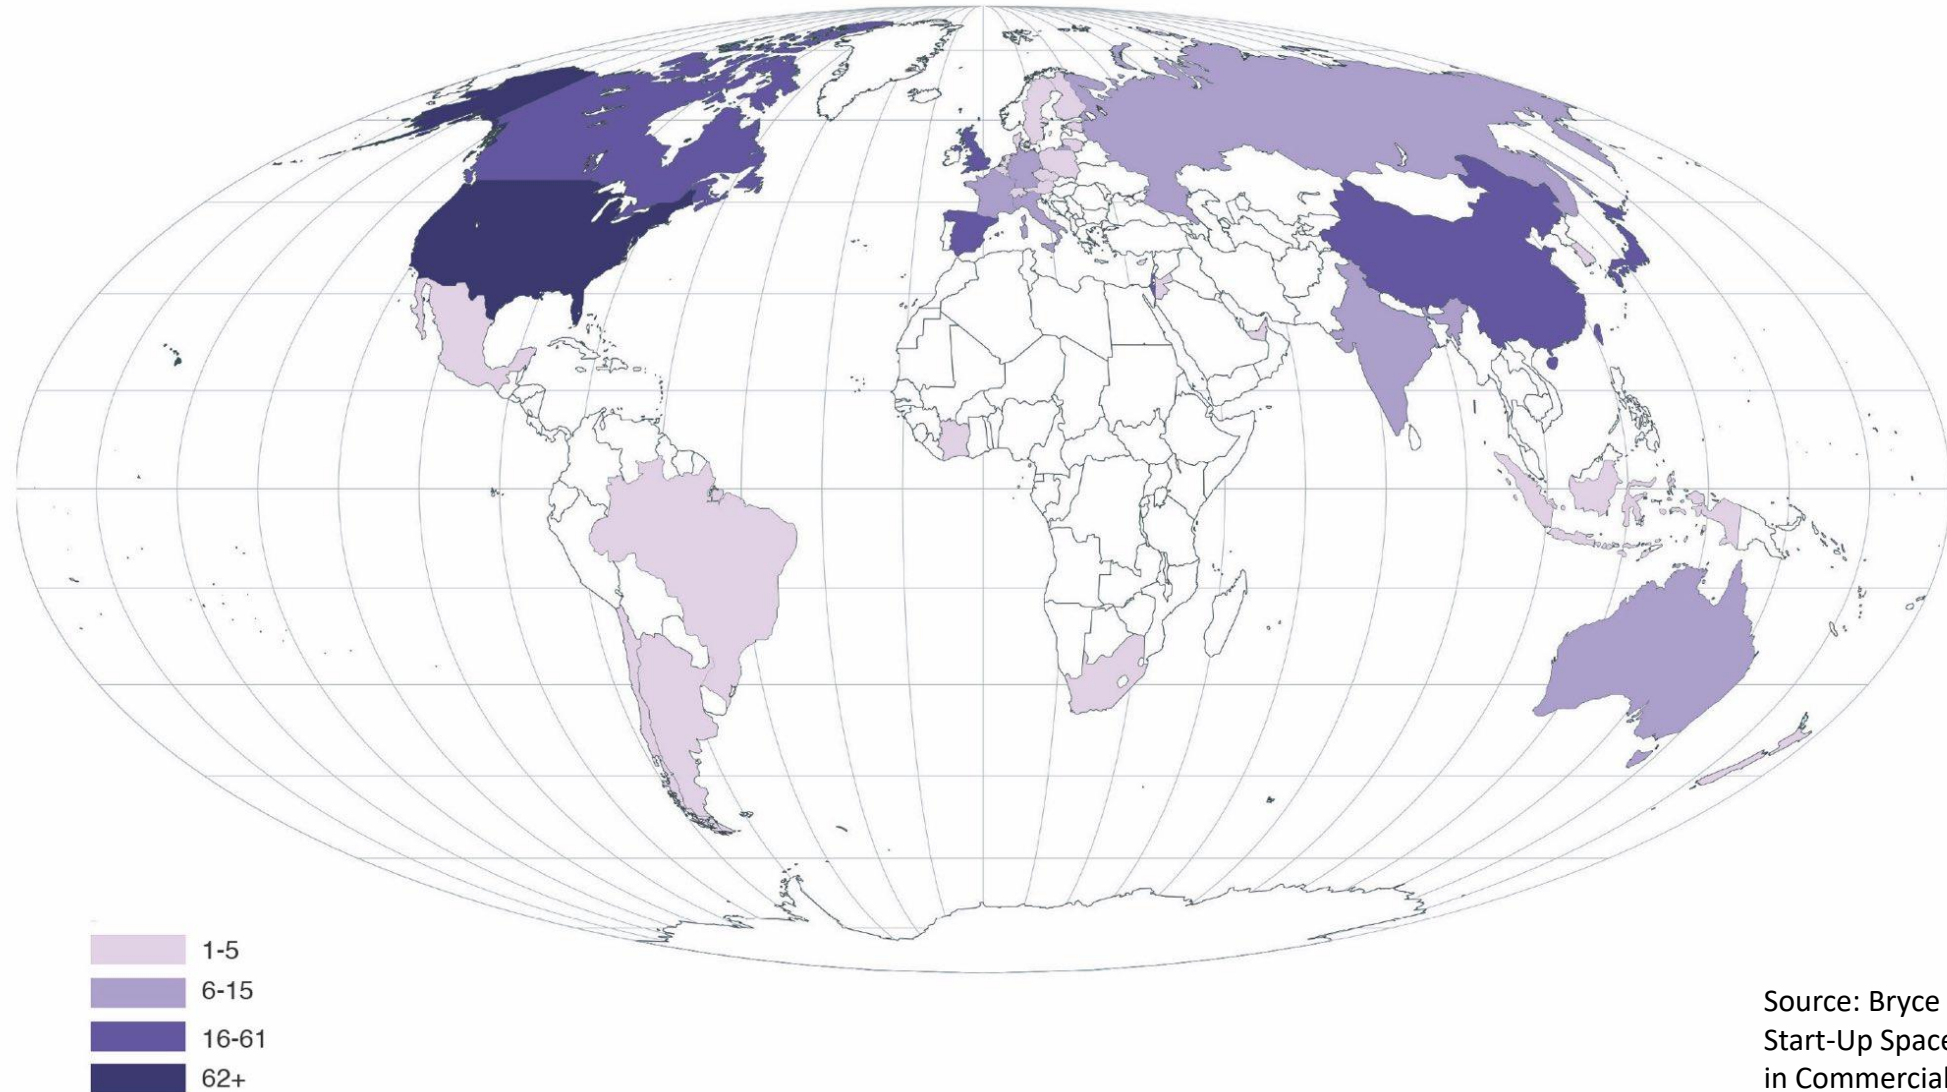 1-5
6-15
16-61
62+
Source: Bryce
Start-Up Space
in Commercial